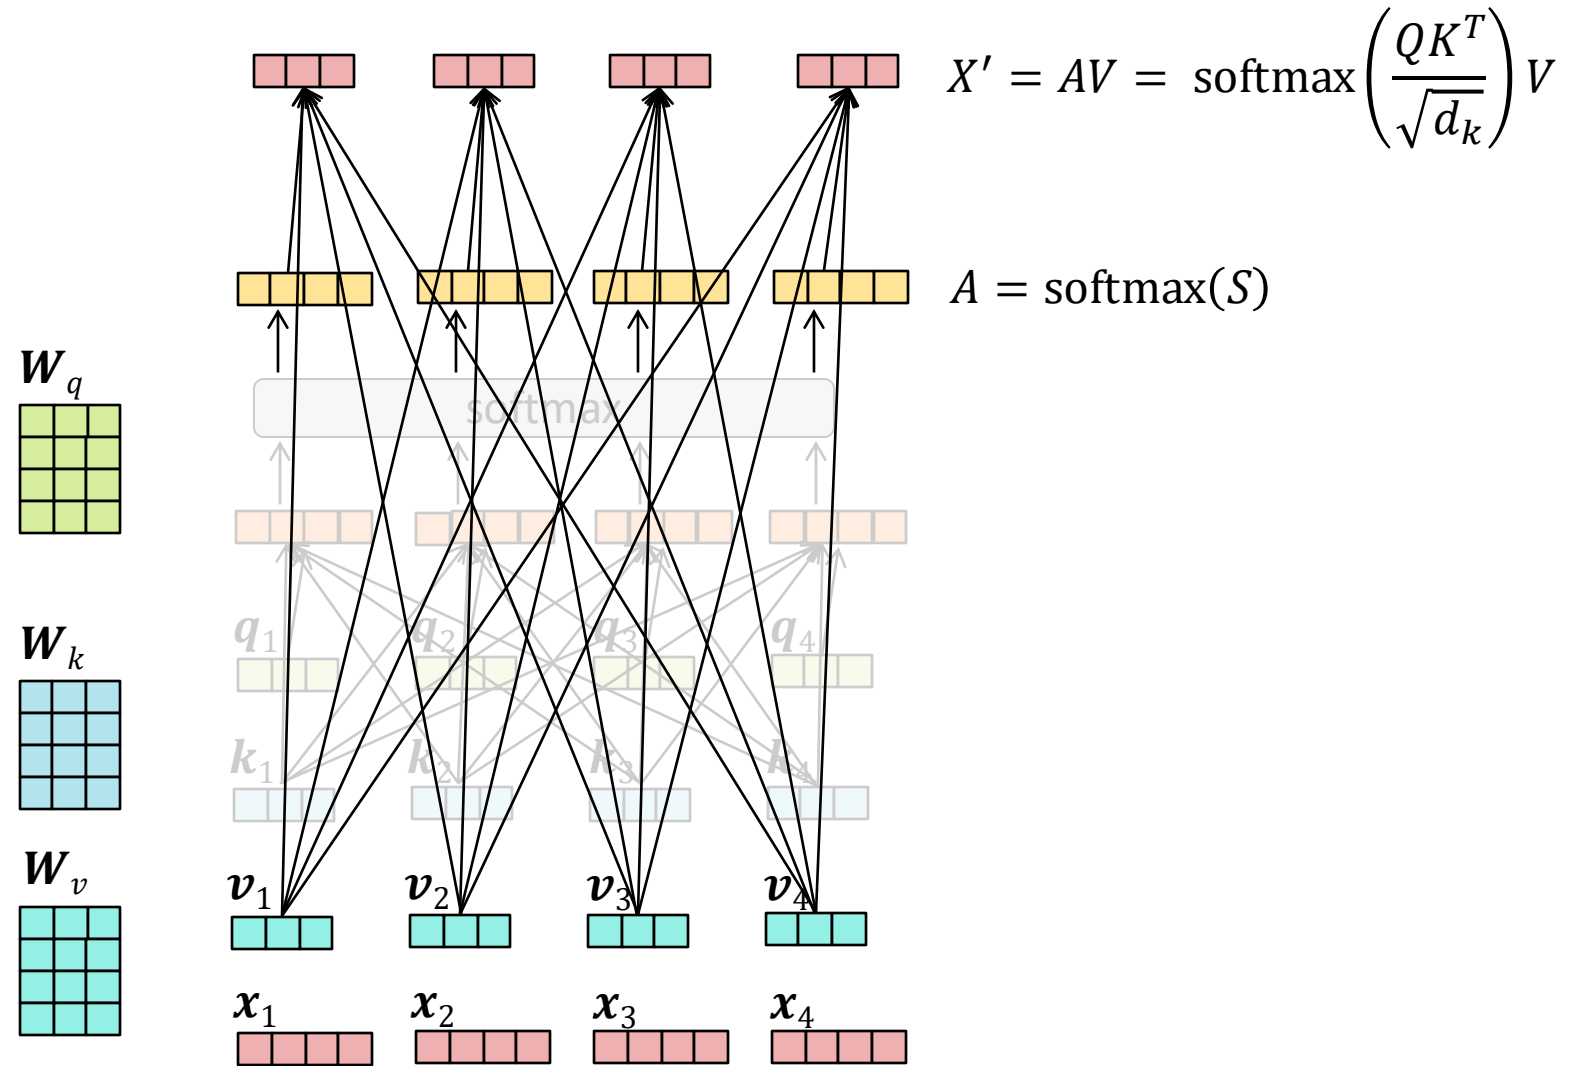 X′ = AV = softmax(QK^T / √d_k) V
A = softmax(S)
W_q
softmax
q_1 q_2 q_3 q_4
W_k
k_1 k_2 k_3 k_4
W_v
v_1 v_2 v_3 v_4
x_1 x_2 x_3 x_4